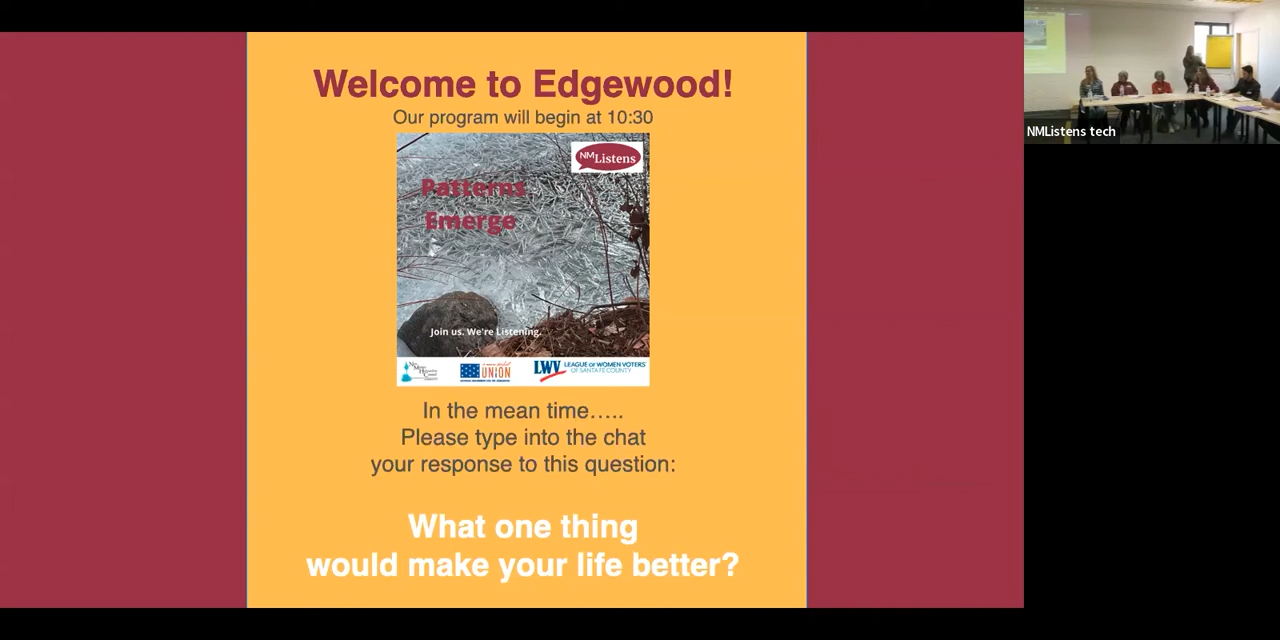 Welcome to Edgewood!
Our program will begin at 10:30
NMListens
Patterns
Emerge
Join us. We're Listening.
UNION
LWV LEAGUE OF WOMEN VOTERS
OF SANTA FE COUNTY
In the mean time…..
Please type into the chat
your response to this question:
What one thing
would make your life better?
NMListens tech